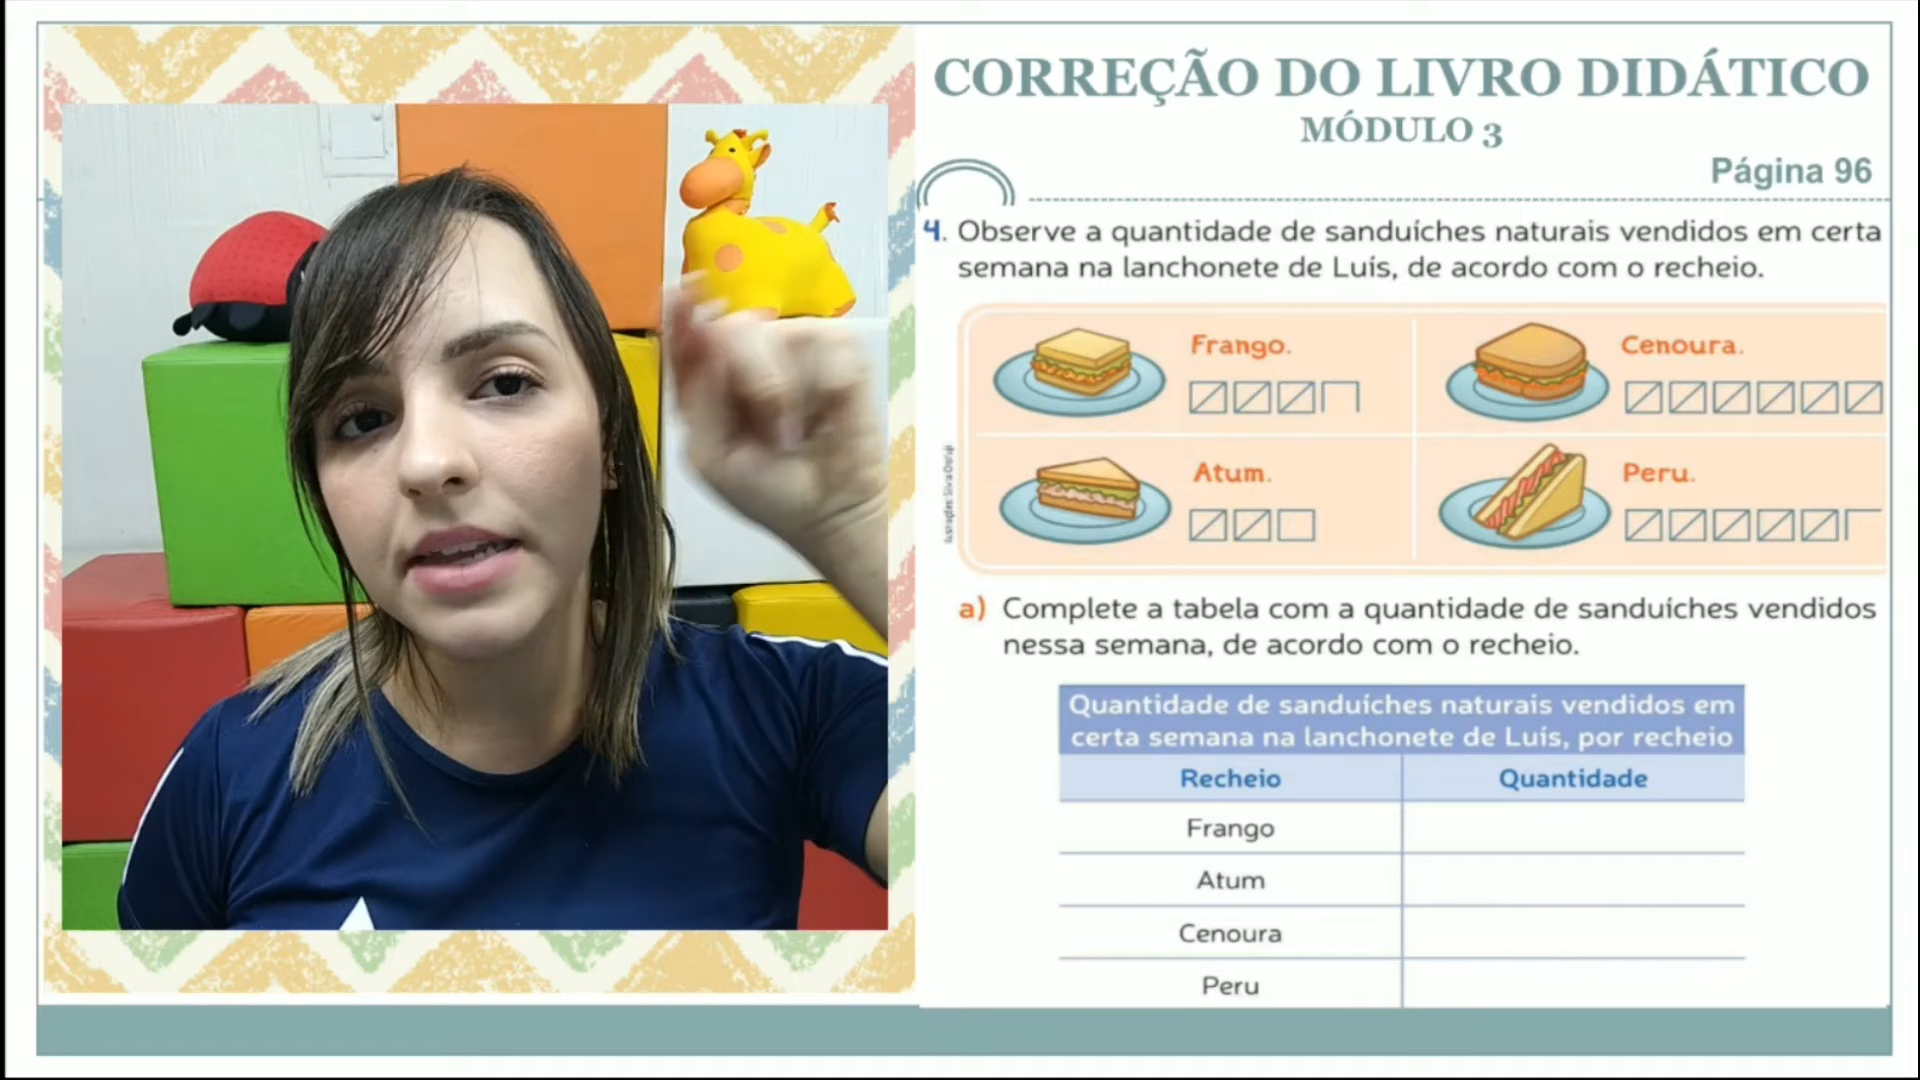 CORREÇÃO DO LIVRO DIDÁTICO
MÓDULO 3
Página 96
4. Observe a quantidade de sanduíches naturais vendidos em certa
semana na lanchonete de Luís, de acordo com o recheio.
Frango.
Cenoura.
Atum.
Peru.
a) Complete a tabela com a quantidade de sanduíches vendidos
nessa semana, de acordo com o recheio.
Quantidade de sanduíches naturais vendidos em
certa semana na lanchonete de Luís, por recheio
Recheio Quantidade
Frango
Atum
Cenoura
Peru